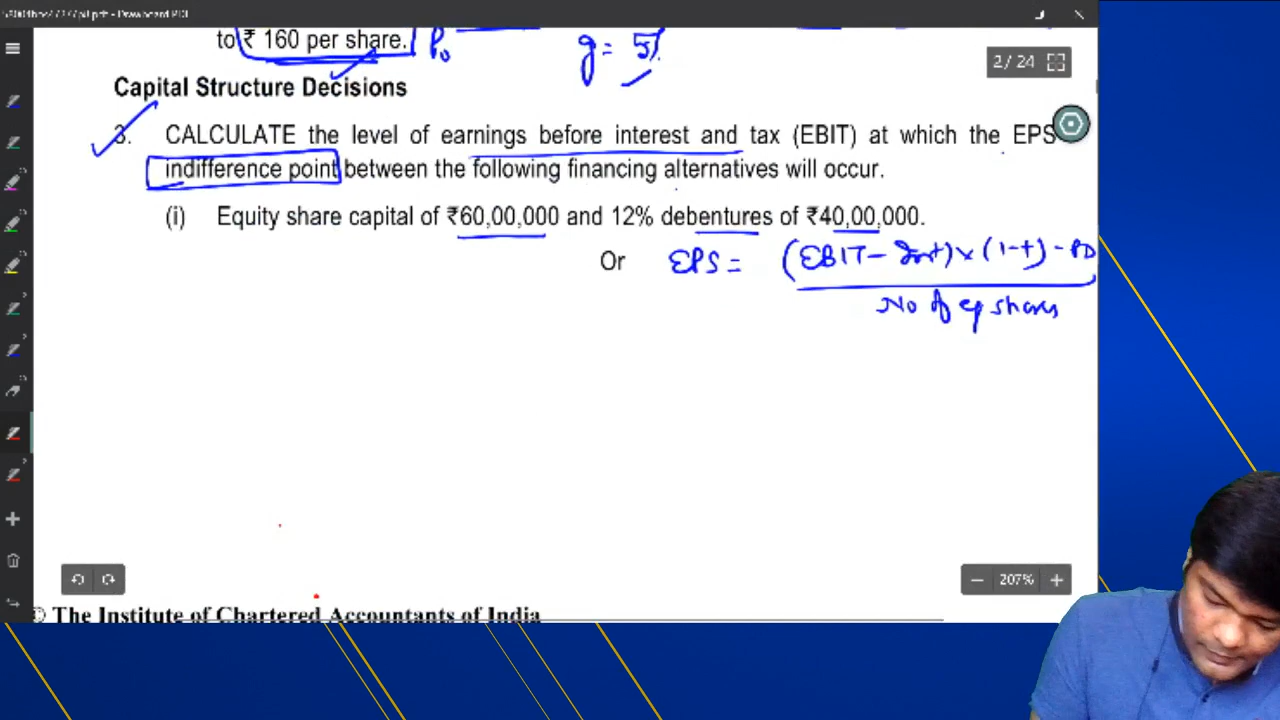 to ₹ 160 per share. P₀
g = 5%
2 / 24
Capital Structure Decisions
3. CALCULATE the level of earnings before interest and tax (EBIT) at which the EPS
indifference point between the following financing alternatives will occur.
(i) Equity share capital of ₹60,00,000 and 12% debentures of ₹40,00,000.
Or EPS = (EBIT - Int) × (1-t) - PD
No of eq shares
207%
© The Institute of Chartered Accountants of India